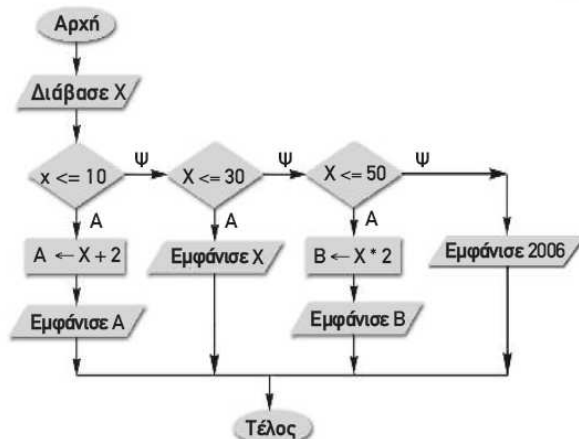 Αρχή
Διάβασε Χ
Ψ Ψ Ψ
x <= 10 X <= 30 X <= 50
Α Α Α
Α ← Χ + 2 Εμφάνισε Χ Β ← Χ * 2 Εμφάνισε 2006
Εμφάνισε Α Εμφάνισε Β
Τέλος